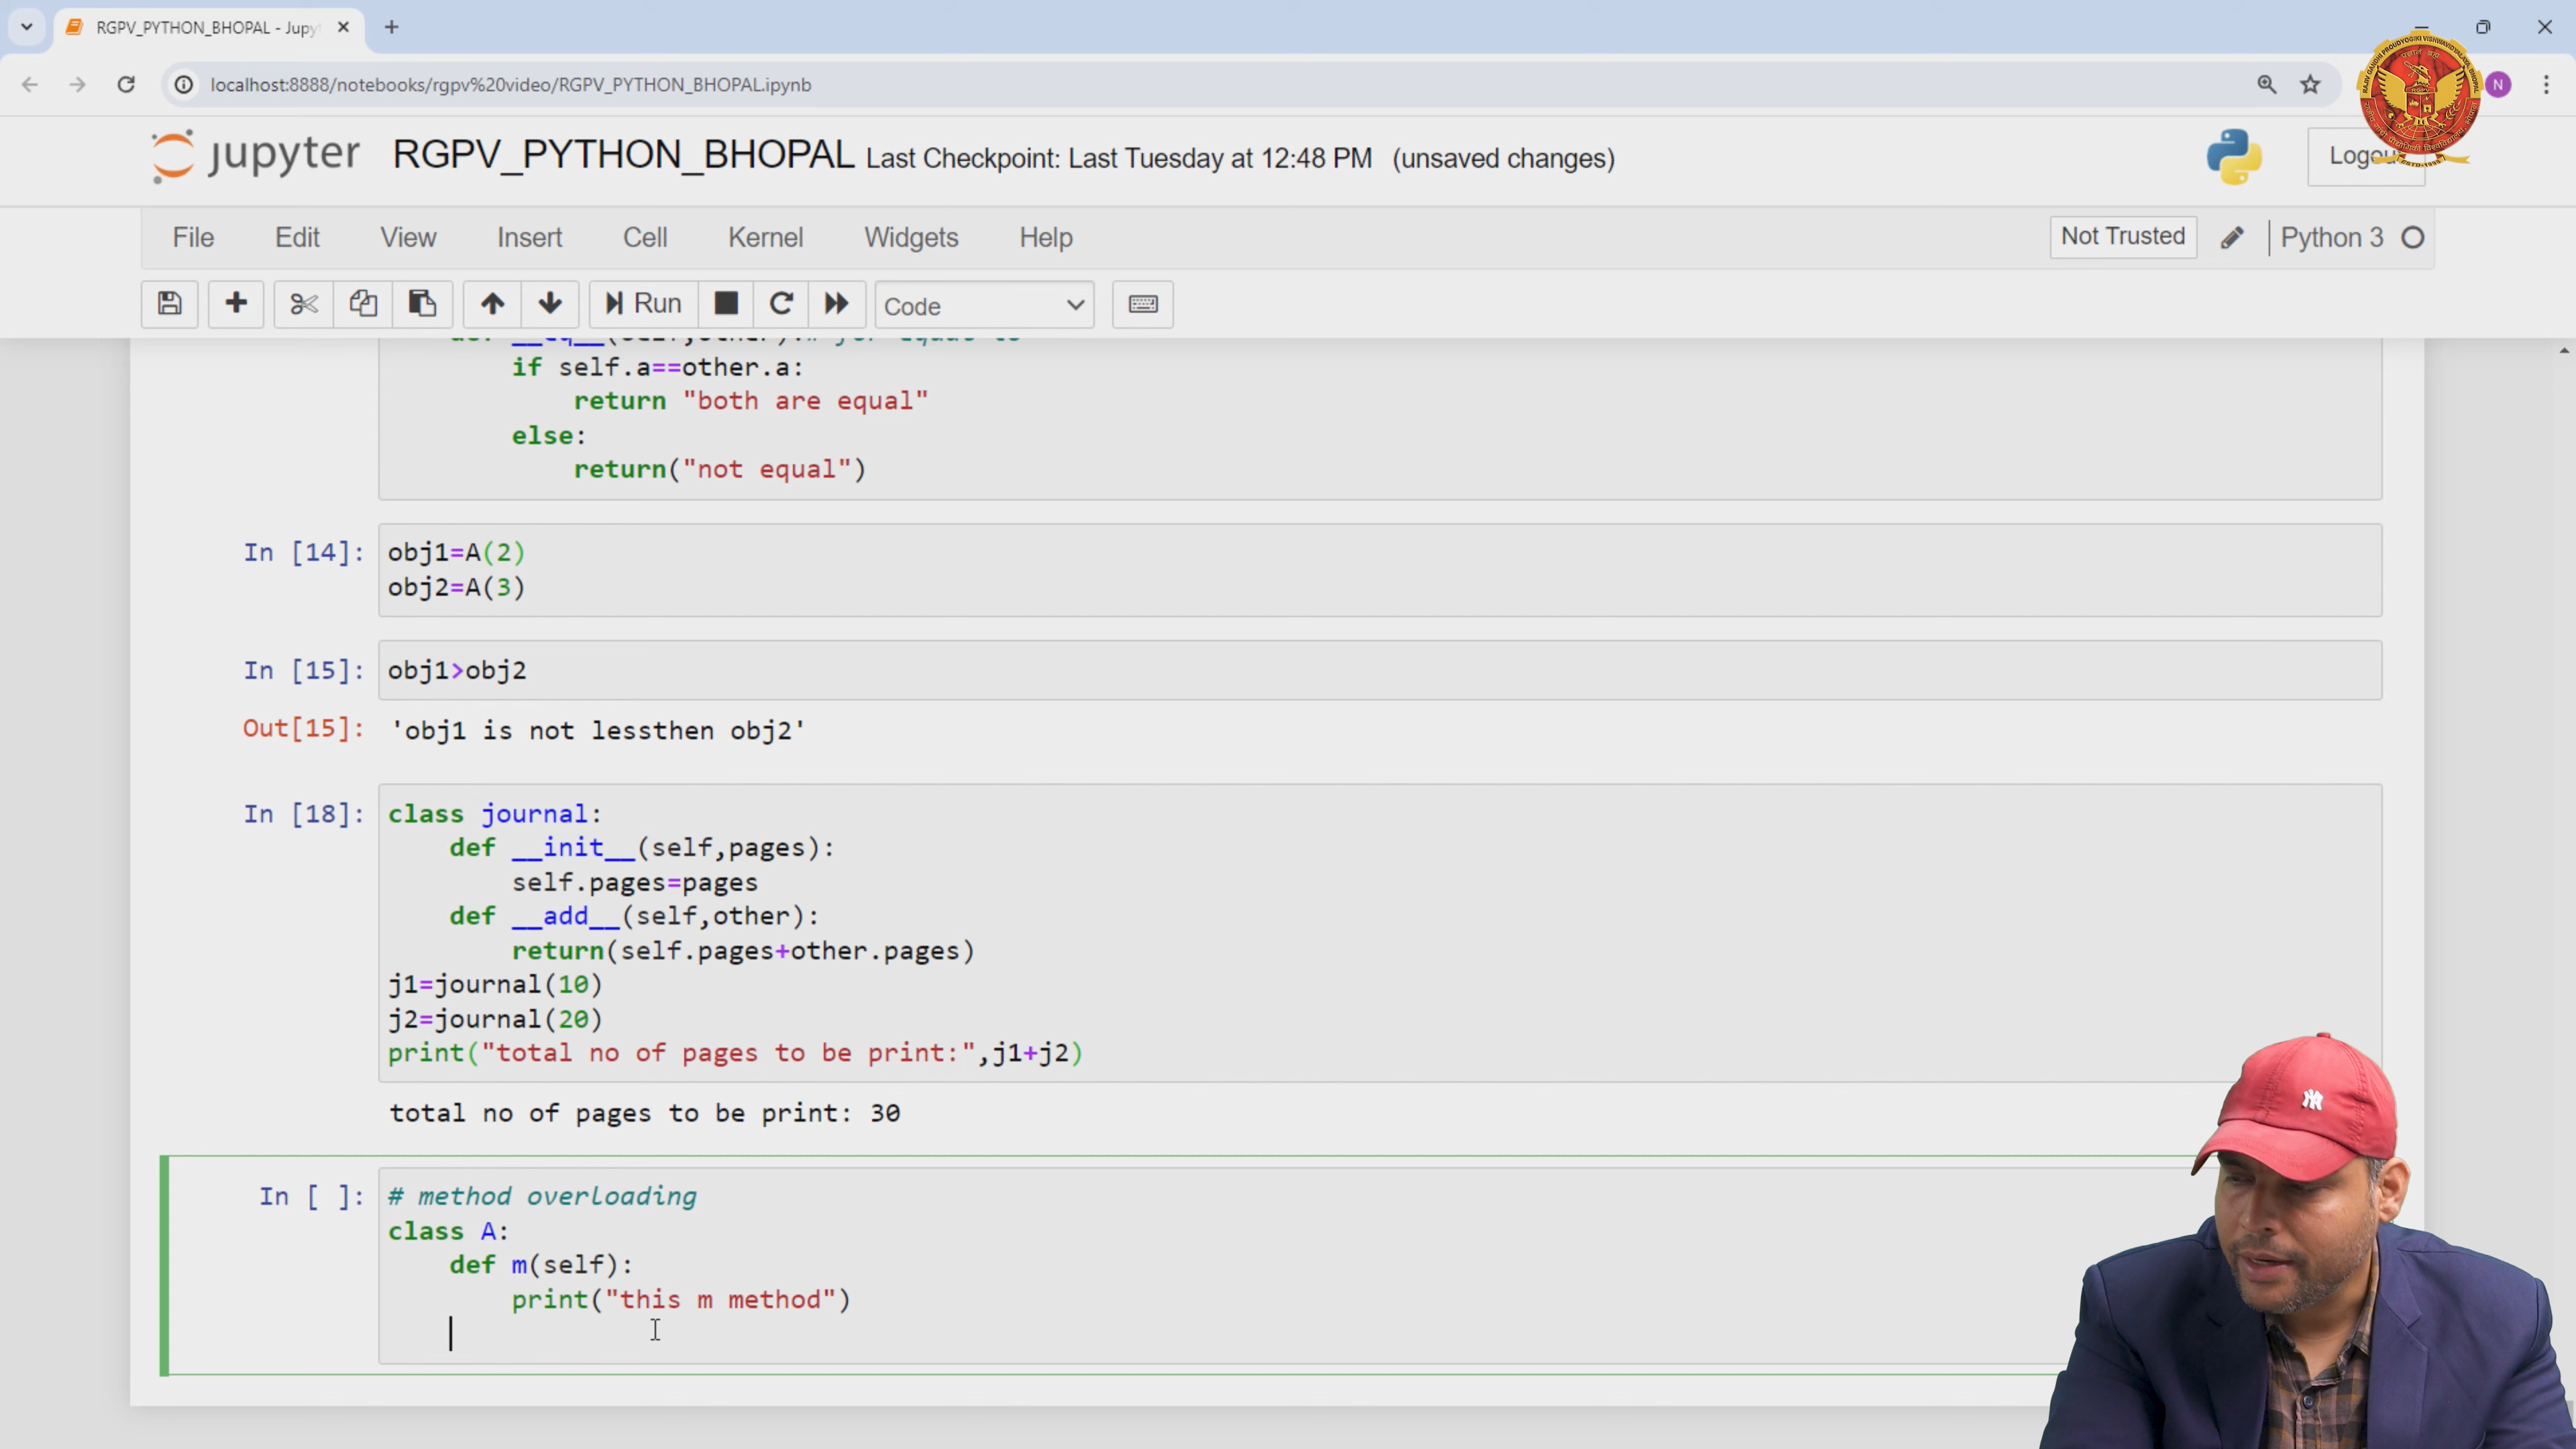 RGPV_PYTHON_BHOPAL - Jupy
localhost:8888/notebooks/rgpv%20video/RGPV_PYTHON_BHOPAL.ipynb
N
jupyter RGPV_PYTHON_BHOPAL Last Checkpoint: Last Tuesday at 12:48 PM (unsaved changes)
File Edit View Insert Cell Kernel Widgets Help
Not Trusted
Python 3
Run
Code
if self.a==other.a:
return "both are equal"
else:
return("not equal")
In [14]: obj1=A(2)
obj2=A(3)
In [15]: obj1>obj2
Out[15]: 'obj1 is not lessthen obj2'
In [18]: class journal:
def __init__(self,pages):
self.pages=pages
def __add__(self,other):
return(self.pages+other.pages)
j1=journal(10)
j2=journal(20)
print("total no of pages to be print:",j1+j2)
total no of pages to be print: 30
In [ ]: # method overloading
class A:
def m(self):
print("this m method")